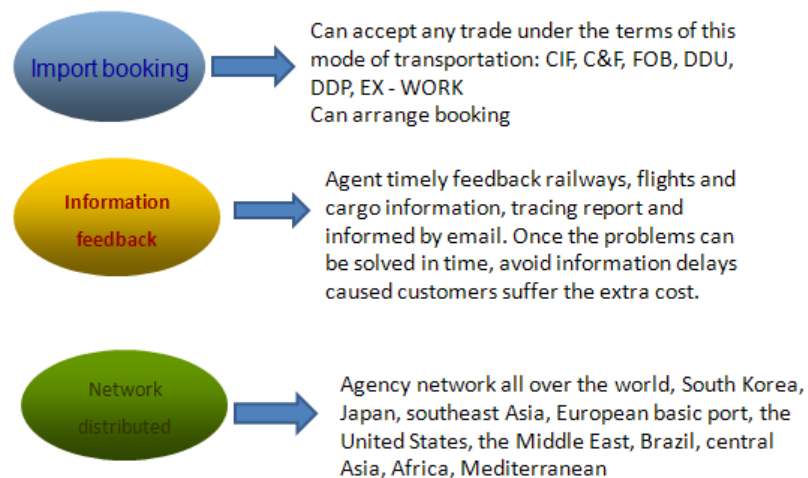 Import booking
Can accept any trade under the terms of this
mode of transportation: CIF, C&F, FOB, DDU,
DDP, EX - WORK
Can arrange booking
Information
feedback
Agent timely feedback railways, flights and
cargo information, tracing report and
informed by email. Once the problems can
be solved in time, avoid information delays
caused customers suffer the extra cost.
Network
distributed
Agency network all over the world, South Korea,
Japan, southeast Asia, European basic port, the
United States, the Middle East, Brazil, central
Asia, Africa, Mediterranean